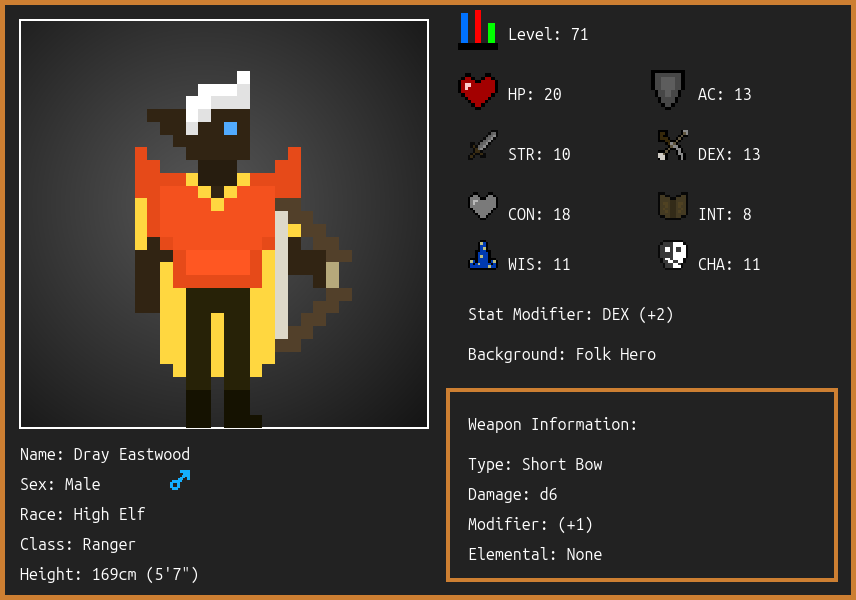 Level: 71
HP: 20
AC: 13
STR: 10
DEX: 13
CON: 18
INT: 8
WIS: 11
CHA: 11
Stat Modifier: DEX (+2)
Background: Folk Hero
Weapon Information:
Type: Short Bow
Damage: d6
Modifier: (+1)
Elemental: None
Name: Dray Eastwood
Sex: Male
Race: High Elf
Class: Ranger
Height: 169cm (5'7")